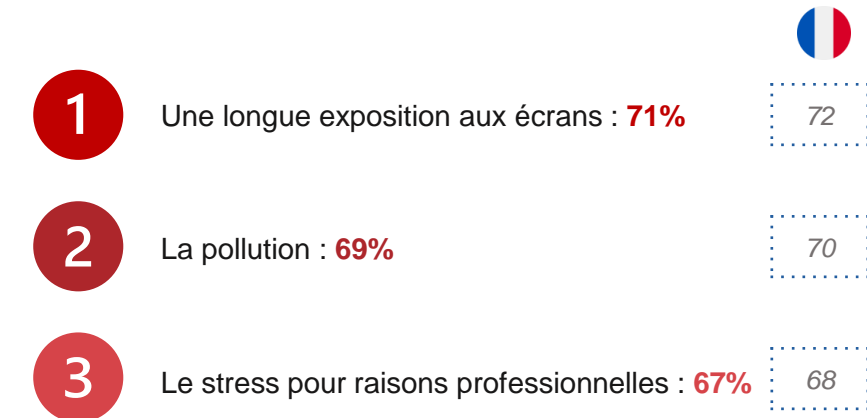 1 Une longue exposition aux écrans : 71% 72
2 La pollution : 69% 70
3 Le stress pour raisons professionnelles : 67% 68